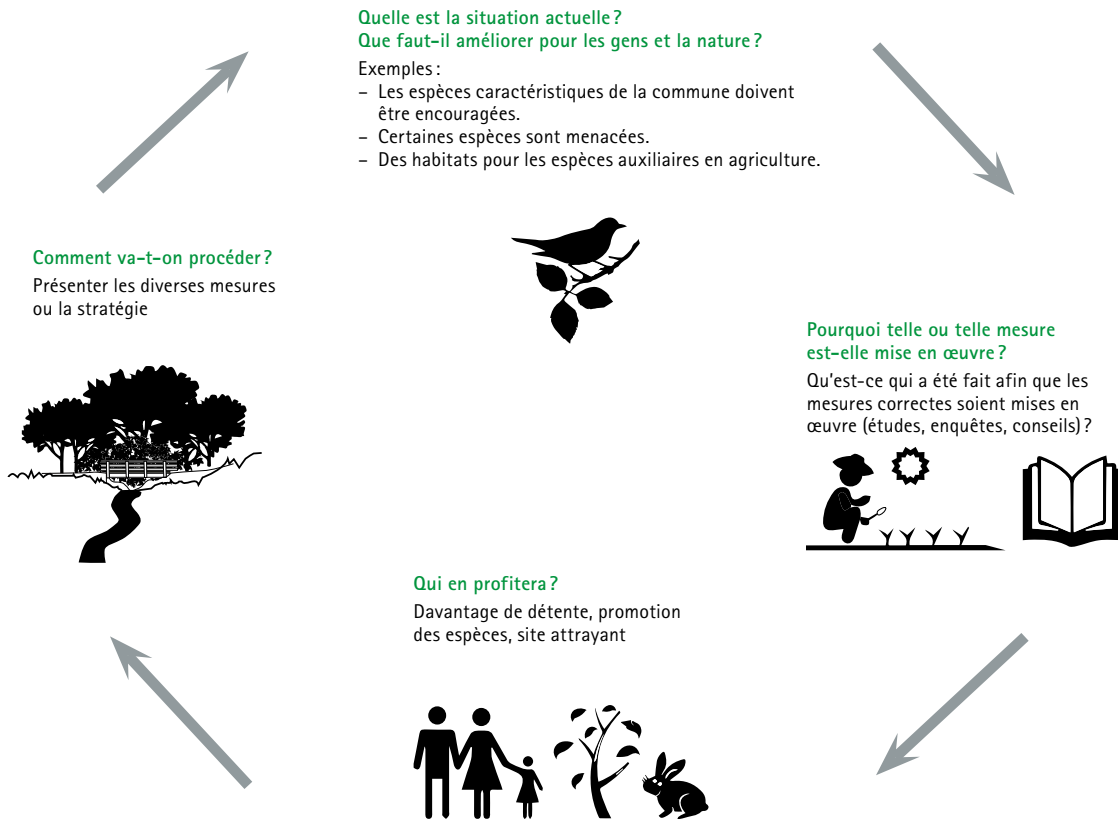 Quelle est la situation actuelle ?
Que faut-il améliorer pour les gens et la nature ?
Exemples :
– Les espèces caractéristiques de la commune doivent
être encouragées.
– Certaines espèces sont menacées.
– Des habitats pour les espèces auxiliaires en agriculture.
Pourquoi telle ou telle mesure
est-elle mise en œuvre ?
Qu'est-ce qui a été fait afin que les
mesures correctes soient mises en
œuvre (études, enquêtes, conseils) ?
Qui en profitera ?
Davantage de détente, promotion
des espèces, site attrayant
Comment va-t-on procéder ?
Présenter les diverses mesures
ou la stratégie